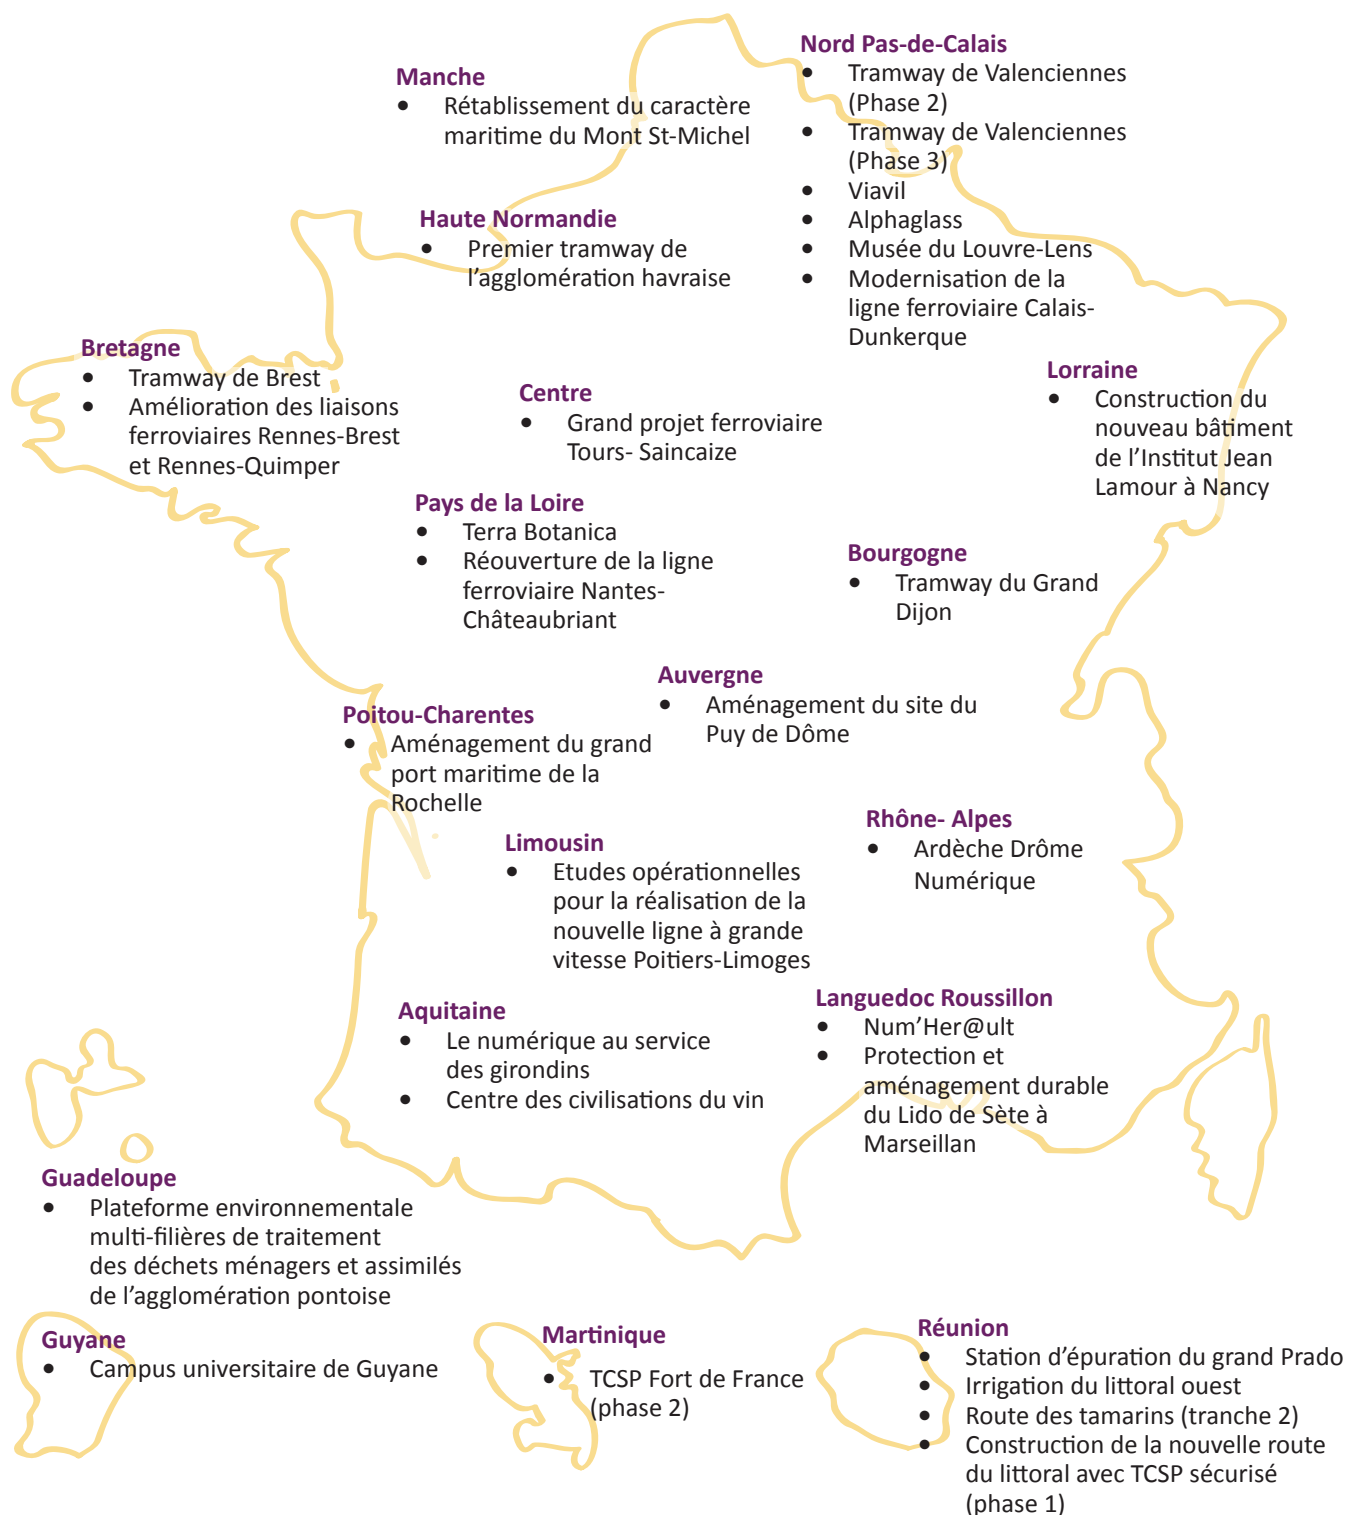 Nord Pas-de-Calais
• Tramway de Valenciennes
(Phase 2)
• Tramway de Valenciennes
(Phase 3)
• Viavil
• Alphaglass
• Musée du Louvre-Lens
• Modernisation de la
ligne ferroviaire Calais-
Dunkerque
Manche
• Rétablissement du caractère
maritime du Mont St-Michel
Haute Normandie
• Premier tramway de
l'agglomération havraise
Bretagne
• Tramway de Brest
• Amélioration des liaisons
ferroviaires Rennes-Brest
et Rennes-Quimper
Centre
• Grand projet ferroviaire
Tours- Saincaize
Lorraine
• Construction du
nouveau bâtiment
de l'Institut Jean
Lamour à Nancy
Pays de la Loire
• Terra Botanica
• Réouverture de la ligne
ferroviaire Nantes-
Châteaubriant
Bourgogne
• Tramway du Grand
Dijon
Auvergne
• Aménagement du site du
Puy de Dôme
Poitou-Charentes
• Aménagement du grand
port maritime de la
Rochelle
Rhône- Alpes
• Ardèche Drôme
Numérique
Limousin
• Etudes opérationnelles
pour la réalisation de la
nouvelle ligne à grande
vitesse Poitiers-Limoges
Languedoc Roussillon
• Num'Her@ult
• Protection et
aménagement durable
du Lido de Sète à
Marseillan
Aquitaine
• Le numérique au service
des girondins
• Centre des civilisations du vin
Guadeloupe
• Plateforme environnementale
multi-filières de traitement
des déchets ménagers et assimilés
de l'agglomération pontoise
Guyane
• Campus universitaire de Guyane
Martinique
• TCSP Fort de France
(phase 2)
Réunion
• Station d'épuration du grand Prado
• Irrigation du littoral ouest
• Route des tamarins (tranche 2)
• Construction de la nouvelle route
du littoral avec TCSP sécurisé
(phase 1)